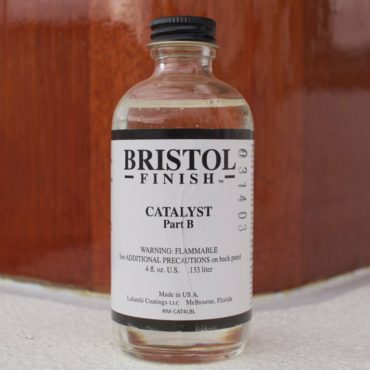 BRISTOL
FINISH™
CATALYST
Part B
WARNING: FLAMMABLE
See ADDITIONAL PRECAUTIONS on back panel
4 fl. oz. U.S. .133 liter
Made in U.S.A.
Lalandii Coatings LLC Melbourne, Florida
RM-CAT4LBL
031403